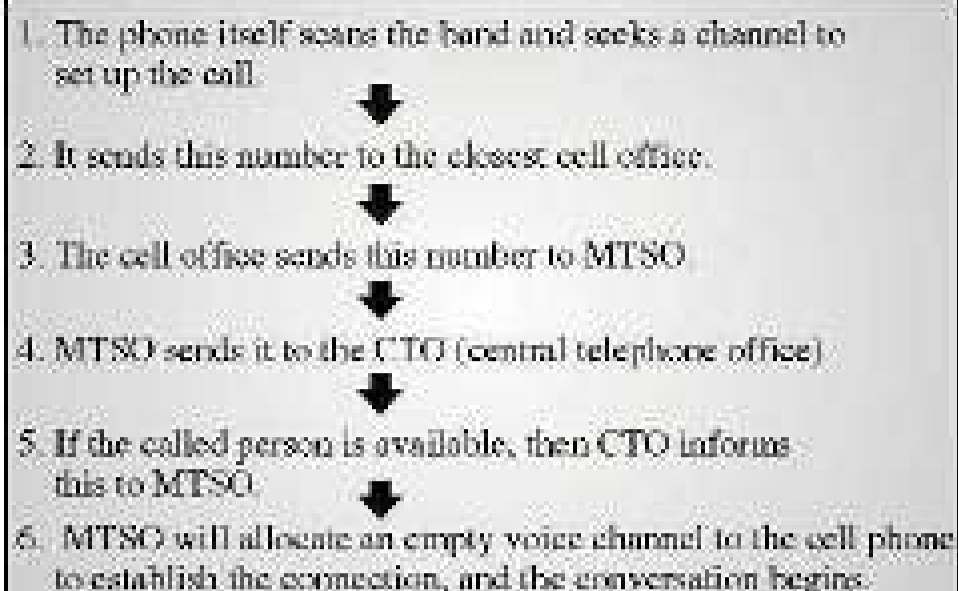 1. The phone itself scans the band and seeks a channel to
set up the call.
2. It sends this number to the closest cell office.
3. The cell office sends this number to MTSO.
4. MTSO sends it to the CTO (central telephone office)
5. If the called person is available, then CTO informs
this to MTSO.
6. MTSO will allocate an empty voice channel to the cell phone
to establish the connection, and the conversation begins.